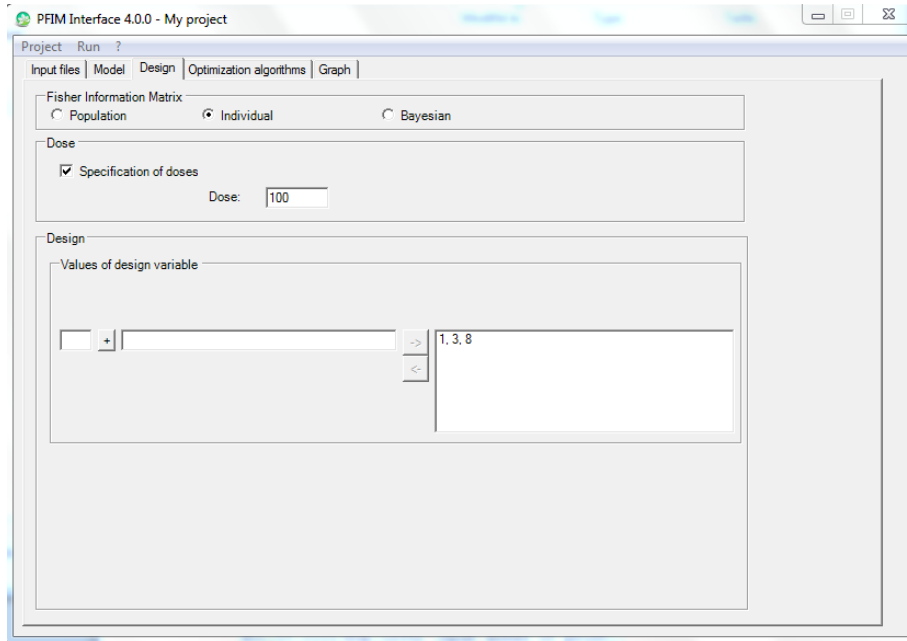 PFIM Interface 4.0.0 - My project
Project Run ?
Input files Model Design Optimization algorithms Graph
Fisher Information Matrix
Population Individual Bayesian
Dose
Specification of doses
Dose: 100
Design
Values of design variable
+ -> 1, 3, 8
<-